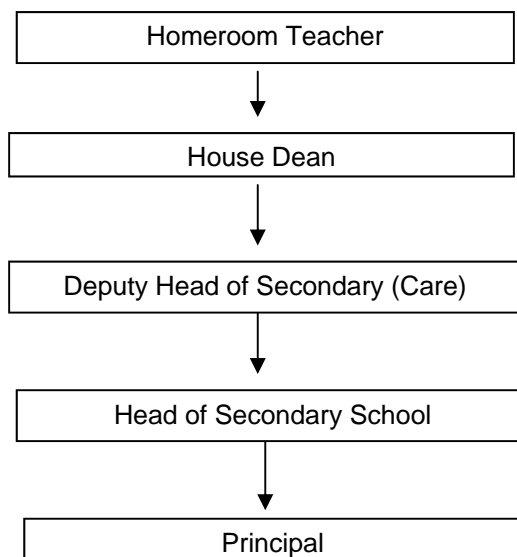 Homeroom Teacher
House Dean
Deputy Head of Secondary (Care)
Head of Secondary School
Principal